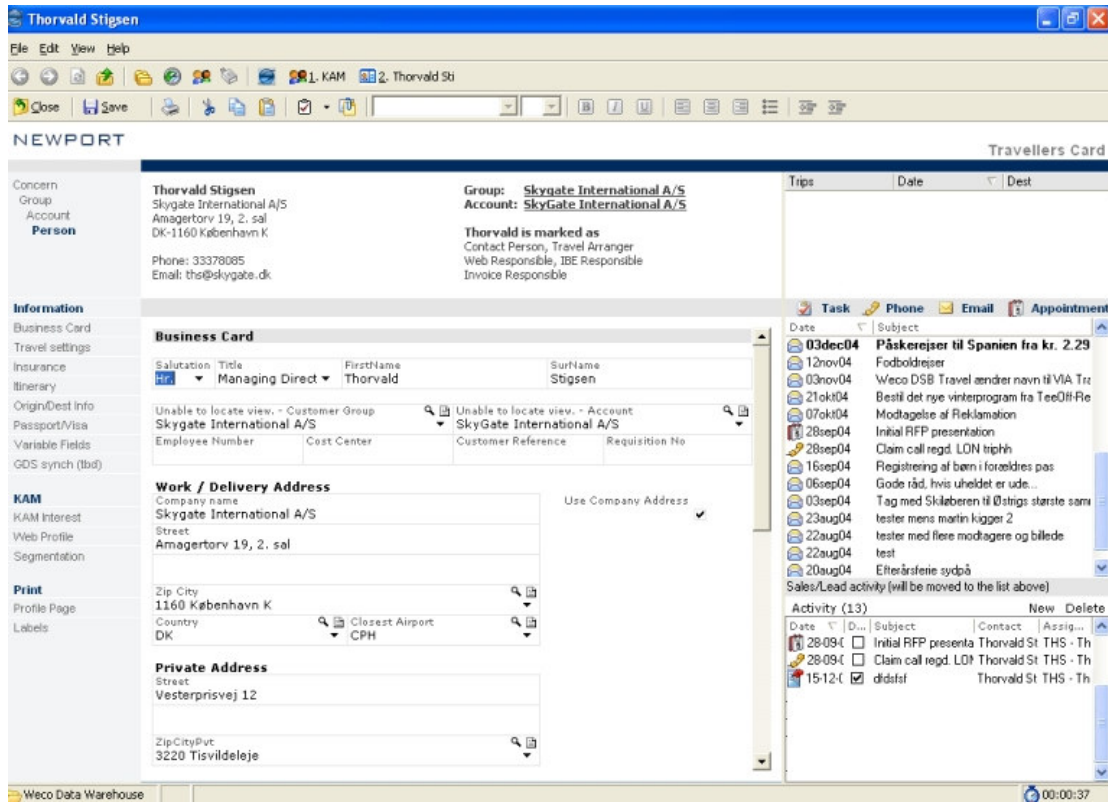 Thorvald Stigsen
File Edit View Help
1. KAM 2. Thorvald Sti
Close Save
B I U
NEWPORT
Travellers Card
Concern
Group
Account
Person
Thorvald Stigsen
Skygate International A/S
Amagertorv 19, 2. sal
DK-1160 København K
Phone: 33378085
Email: ths@skygate.dk
Group: Skygate International A/S
Account: SkyGate International A/S
Thorvald is marked as
Contact Person, Travel Arranger
Web Responsible, IBE Responsible
Invoice Responsible
Trips Date Dest
Information
Business Card
Travel settings
Insurance
Itinerary
Origin/Dest Info
Passport/Visa
Variable Fields
GDS synch (tbd)
KAM
KAM Interest
Web Profile
Segmentation
Print
Profile Page
Labels
Business Card
Salutation Title FirstName SurName
Hr. Managing Direct Thorvald Stigsen
Unable to locate view. - Customer Group Unable to locate view. - Account
Skygate International A/S SkyGate International A/S
Employee Number Cost Center Customer Reference Requisition No
Work / Delivery Address
Company name Use Company Address
Skygate International A/S
Street
Amagertorv 19, 2. sal
Zip City
1160 København K
Country Closest Airport
DK CPH
Private Address
Street
Vesterprisvej 12
ZipCityPvt
3220 Tisvildeleje
Task Phone Email Appointment
Date Subject
03dec04 Påskerejser til Spanien fra kr. 2.29
12nov04 Fodboldrejser
03nov04 Weco DSB Travel ændrer navn til VIA Tra
21okt04 Bestil det nye vinterprogram fra TeeOff-Re
07okt04 Modtagelse af Reklamation
28sep04 Initial RFP presentation
28sep04 Claim call regd. LON triphh
16sep04 Registrering af børn i forældres pas
06sep04 Gode råd, hvis uheldet er ude...
03sep04 Tag med Skiløberen til Østrigs største sam
23aug04 tester mens martin kigger 2
22aug04 tester med flere modtagere og billede
22aug04 test
20aug04 Efterårsferie sydpå
Sales/Lead activity (will be moved to the list above)
Activity (13) New Delete
Date D... Subject Contact Assig...
28-09-( Initial RFP presenta Thorvald St THS - Th
28-09-( Claim call regd. LON Thorvald St THS - Th
15-12-( dfdsfsf Thorvald St THS - Th
Weco Data Warehouse 00:00:37